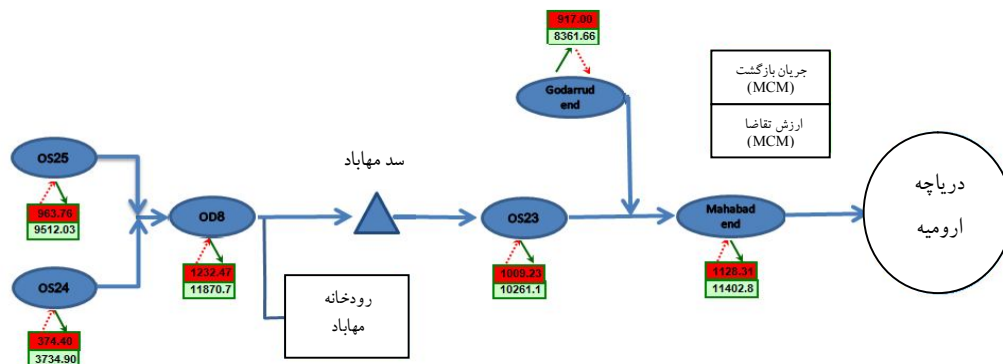 917.00
8361.66
Godarrud
end
جریان بازگشت
(MCM)
ارزش تقاضا
(MCM)
OS25
963.76
9512.03
سد مهاباد
OD8
1232.47
11870.7
OS23
1009.23
10261.1
Mahabad
end
1128.31
11402.8
دریاچه
ارومیه
OS24
374.40
3734.90
رودخانه
مهاباد